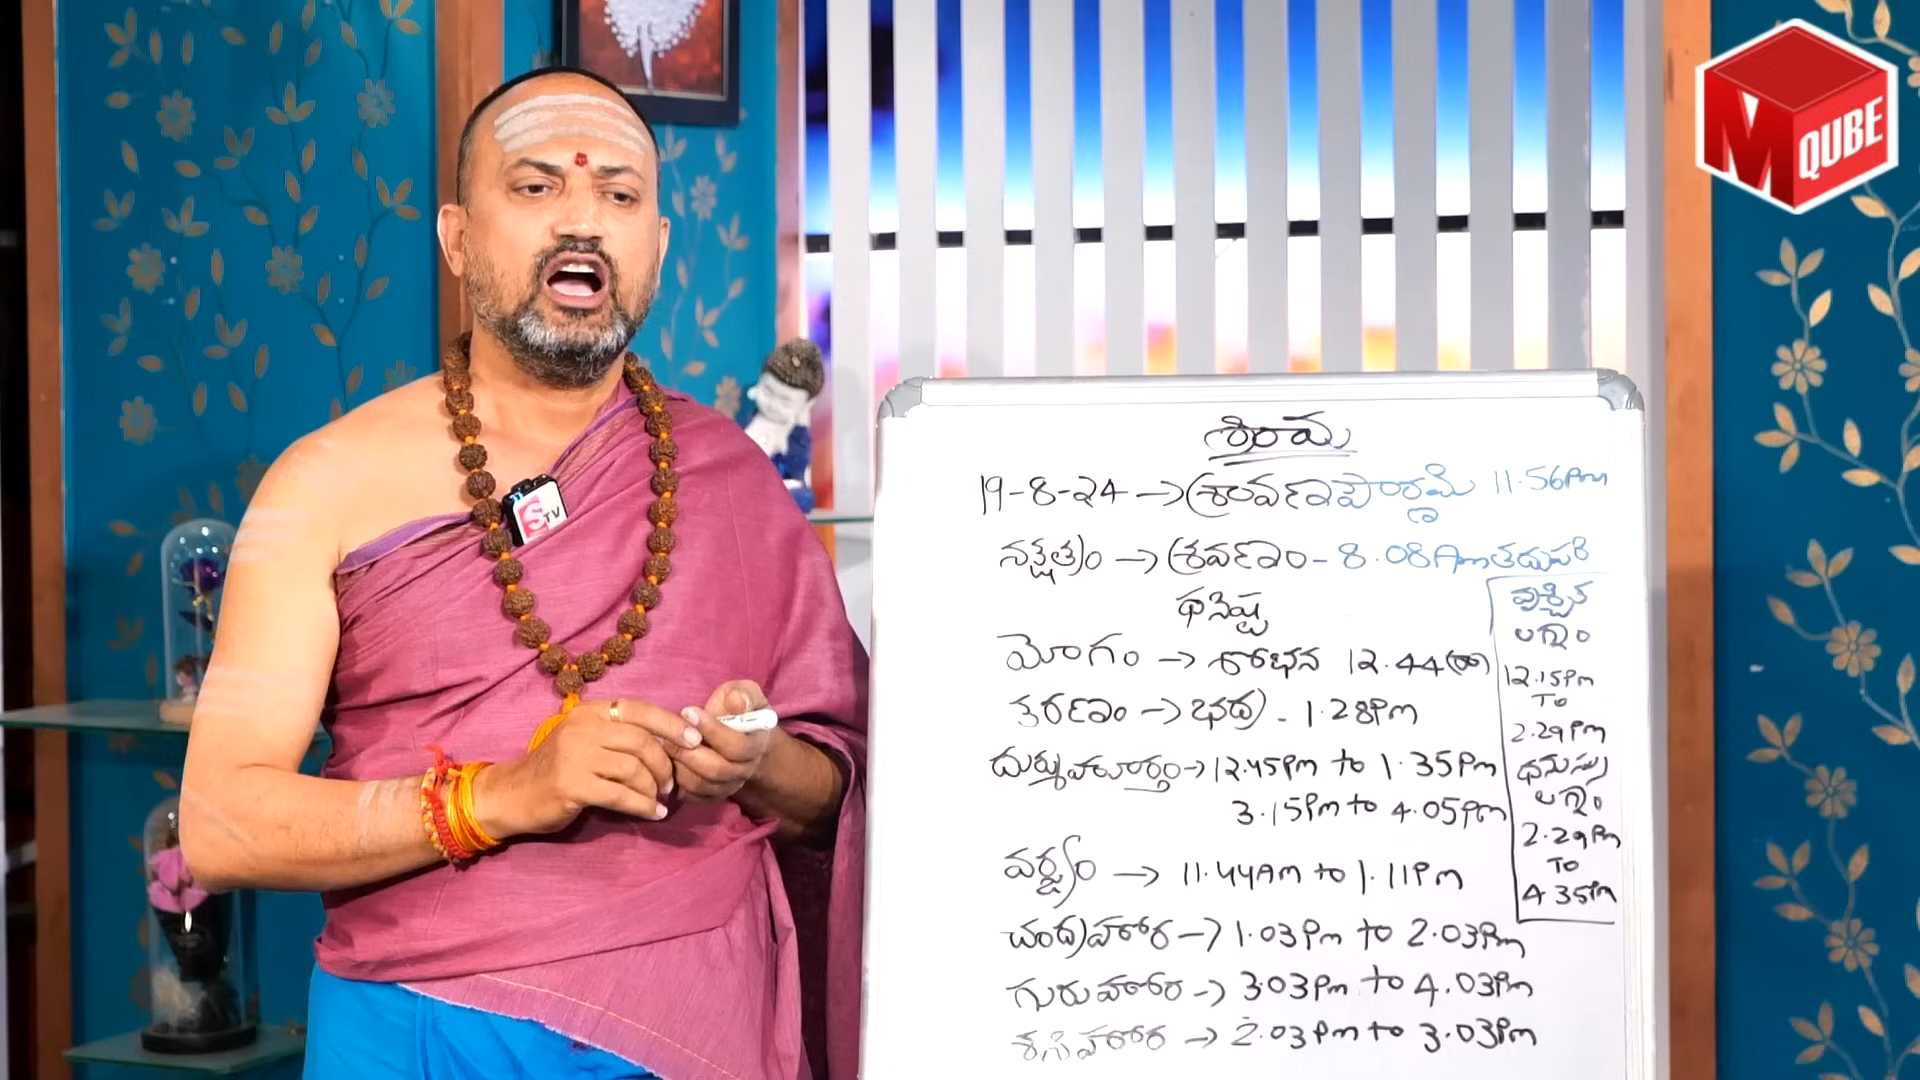 MQUBE
STV
శ్రీరామ
19-8-24 → శ్రావణ పౌర్ణమి 11.56Pm
నక్షత్రం → శ్రవణం - 8.08Am తదుపరి
ధనిష్ట
యోగం → శోభన 12.44(రా)
కరణం → భద్ర - 1.28Pm
దుర్ముహూర్తం → 12.45Pm to 1.35Pm
3.15Pm to 4.05Pm
వర్జ్యం → 11.44Am to 1.11Pm
చంద్రహోర → 1.03Pm to 2.03Pm
గురుహోర → 3.03Pm to 4.03Pm
శనిహోర → 2.03Pm to 3.03Pm
వృశ్చిక
లగ్నం
12.15Pm
To
2.29Pm
ధనుస్సు
లగ్నం
2.29Pm
To
4.35Pm